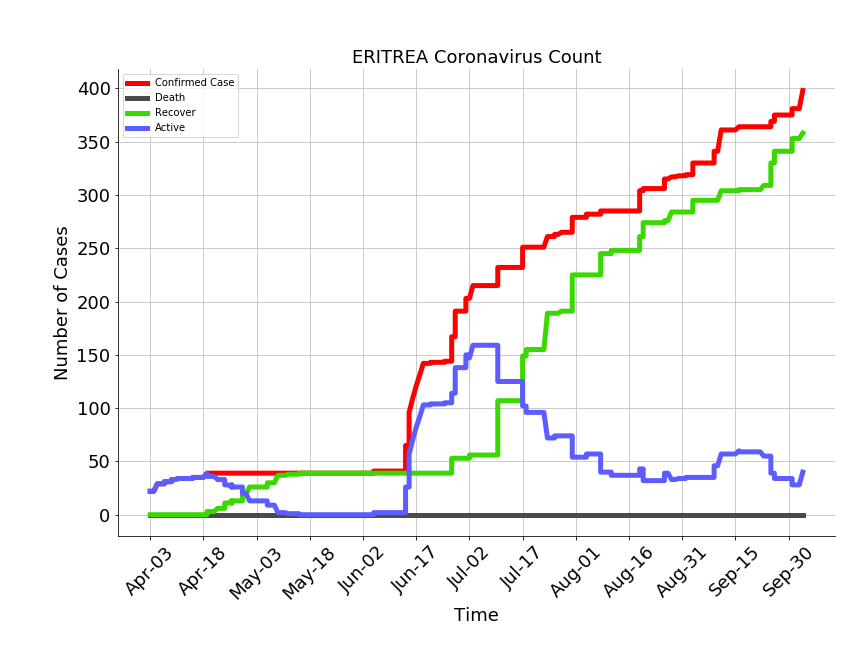 ERITREA Coronavirus Count
Confirmed Case
Death
Recover
Active
400
350
300
250
200
150
100
50
0
Number of Cases
Apr-03
Apr-18
May-03
May-18
Jun-02
Jun-17
Jul-02
Jul-17
Aug-01
Aug-16
Aug-31
Sep-15
Sep-30
Time